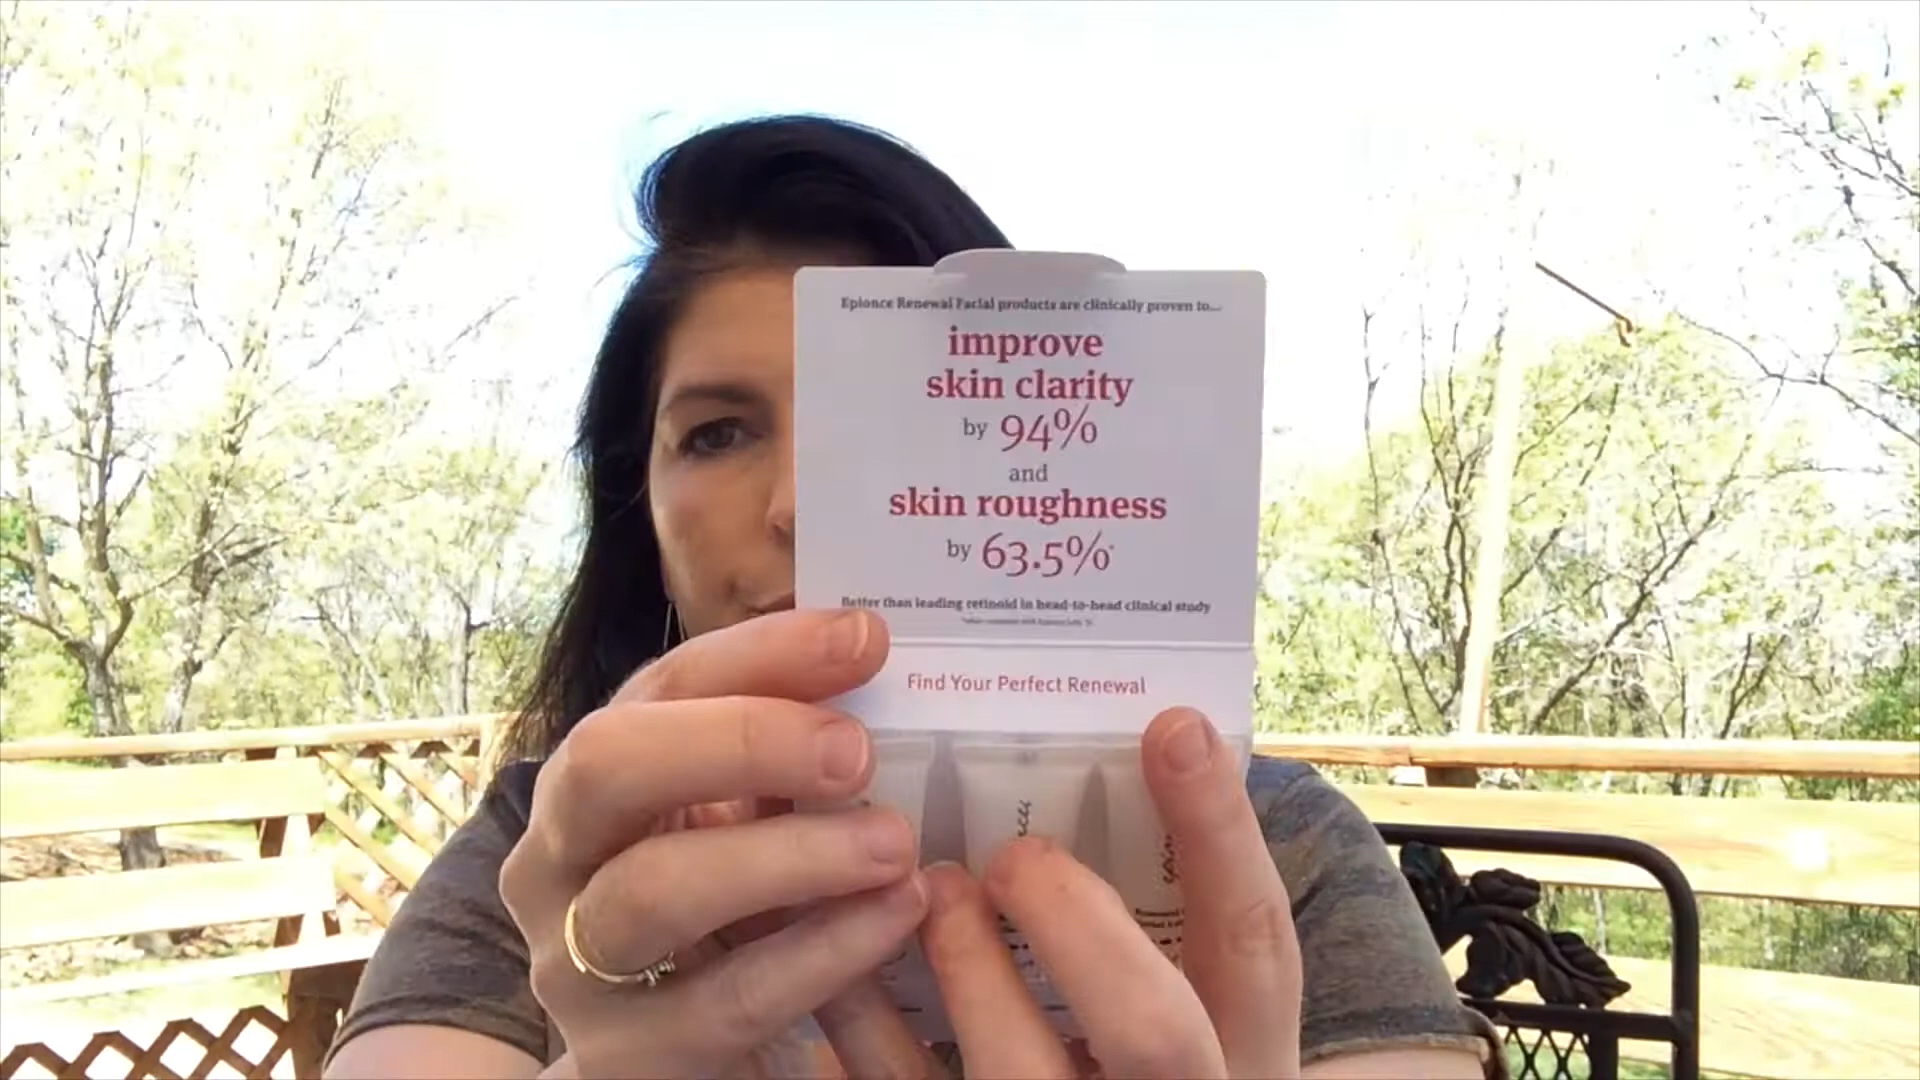 Epionce Renewal Facial products are clinically proven to...
improve
skin clarity
by 94%
and
skin roughness
by 63.5%*
Better than leading retinoid in head-to-head clinical study
Find Your Perfect Renewal